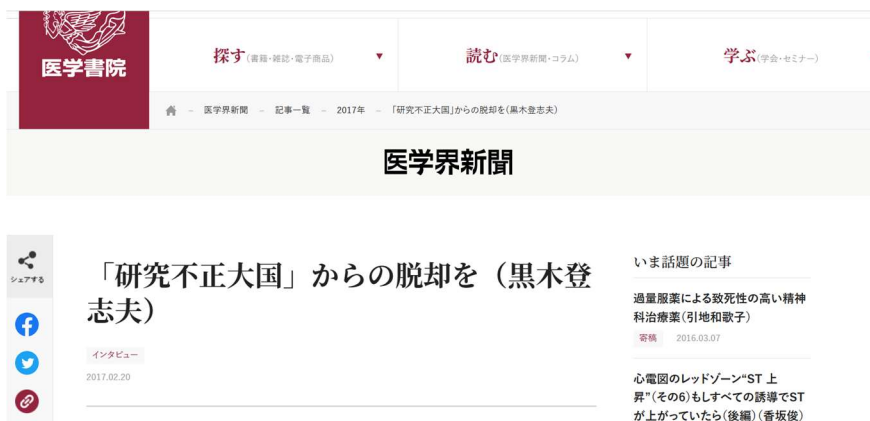 医学書院
探す(書籍・雑誌・電子商品) ▼
読む(医学界新聞・コラム) ▼
学ぶ(学会・セミナー)
– 医学界新聞 – 記事一覧 – 2017年 – 「研究不正大国」からの脱却を(黒木登志夫)
医学界新聞
シェアする
「研究不正大国」からの脱却を（黒木登
志夫）
インタビュー
2017.02.20
いま話題の記事
過量服薬による致死性の高い精神
科治療薬(引地和歌子)
寄稿 2016.03.07
心電図のレッドゾーン“ST 上
昇”(その6)もしすべての誘導でST
が上がっていたら(後編)(香坂俊)